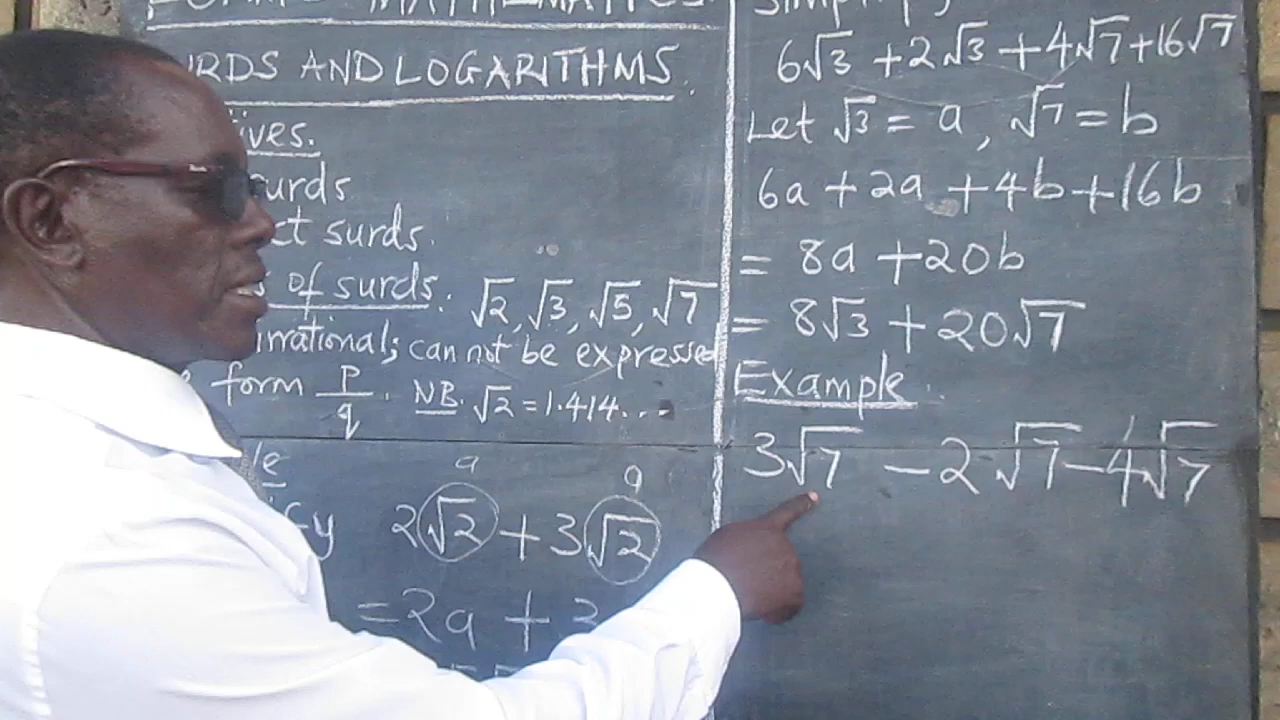 MATHEMATICS.
RDS AND LOGARITHMS.
ives.
surds
ct surds.
of surds: √2, √3, √5, √7
irrational; can not be expressed
form p/q. NB. √2 = 1.414...
le
fy 2√2 + 3√2
a a
= 2a + 3
Simplify
6√3 + 2√3 + 4√7 + 16√7
Let √3 = a, √7 = b
6a + 2a + 4b + 16b
= 8a + 20b
= 8√3 + 20√7
Example.
3√7 - 2√7 - 4√7